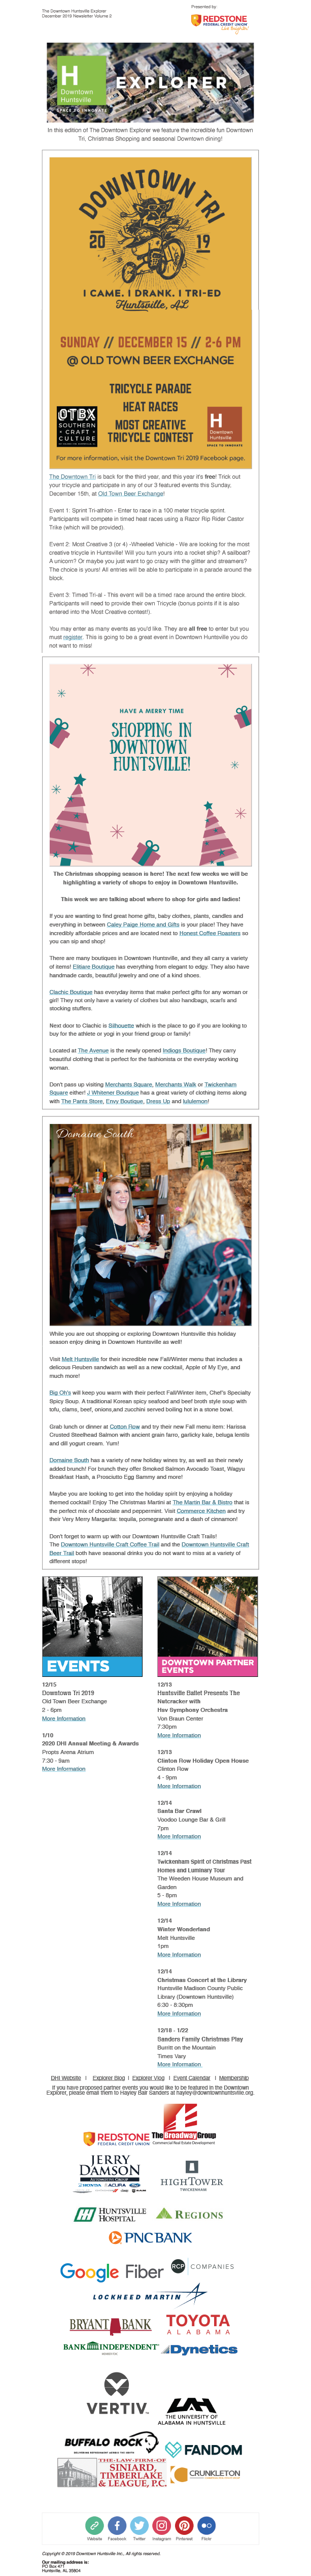 The Downtown Huntsville Explorer
December 2019 Newsletter Volume 2
Presented by:
REDSTONE
FEDERAL CREDIT UNION
H
Downtown
Huntsville
SPACE TO INNOVATE
EXPLORER
In this edition of The Downtown Explorer we feature the incredible fun Downtown
Tri, Christmas Shopping and seasonal Downtown dining!
DOWNTOWN TRI
20 19
I CAME. I DRANK. I TRI-ED
Huntsville, AL
SUNDAY // DECEMBER 15 // 2-6 PM
@ OLD TOWN BEER EXCHANGE
TRICYCLE PARADE
HEAT RACES
MOST CREATIVE
TRICYCLE CONTEST
OTBX
SOUTHERN
CRAFT
CULTURE
H
Downtown
Huntsville
SPACE TO INNOVATE
For more information, visit the Downtown Tri 2019 Facebook page.
The Downtown Tri is back for the third year, and this year it's free! Trick out
your tricycle and participate in any of our 3 featured events this Sunday,
December 15th, at Old Town Beer Exchange!
Event 1: Sprint Tri-athlon - Enter to race in a 100 meter tricycle sprint.
Participants will compete in timed heat races using a Razor Rip Rider Castor
Trike (which will be provided).
Event 2: Most Creative 3 (or 4) -Wheeled Vehicle - We are looking for the most
creative tricycle in Huntsville! Will you turn yours into a rocket ship? A sailboat?
A unicorn? Or maybe you just want to go crazy with the glitter and streamers?
The choice is yours! All entries will be able to participate in a parade around the
block.
Event 3: Timed Tri-al - This event will be a timed race around the entire block.
Participants will need to provide their own Tricycle (bonus points if it is also
entered into the Most Creative contest!).
You may enter as many events as you'd like. They are all free to enter but you
must register. This is going to be a great event in Downtown Huntsville you do
not want to miss!
HAVE A MERRY TIME
SHOPPING IN
DOWNTOWN
HUNTSVILLE!
The Christmas shopping season is here! The next few weeks we will be
highlighting a variety of shops to enjoy in Downtown Huntsville.
This week we are talking about where to shop for girls and ladies!
If you are wanting to find great home gifts, baby clothes, plants, candles and
everything in between Caley Paige Home and Gifts is your place! They have
incredibly affordable prices and are located next to Honest Coffee Roasters so
you can sip and shop!
There are many boutiques in Downtown Huntsville, and they all carry a variety
of items! Elitaire Boutique has everything from elegant to edgy. They also have
handmade cards, beautiful jewelry and one of a kind shoes.
Clachic Boutique has everyday items that make perfect gifts for any woman or
girl! They not only have a variety of clothes but also handbags, scarfs and
stocking stuffers.
Next door to Clachic is Silhouette which is the place to go if you are looking to
buy for the athlete or yogi in your friend group or family!
Located at The Avenue is the newly opened Indiogs Boutique! They carry
beautiful clothing that is perfect for the fashionista or the everyday working
woman.
Don't pass up visiting Merchants Square, Merchants Walk or Twickenham
Square either! J Whitener Boutique has a great variety of clothing items along
with The Pants Store, Envy Boutique, Dress Up and lululemon!
Domaine South
While you are out shopping or exploring Downtown Huntsville this holiday
season enjoy dining in Downtown Huntsville as well!
Visit Melt Huntsville for their incredible new Fall/Winter menu that includes a
delicious Reuben sandwich as well as a new cocktail, Apple of My Eye, and
much more!
Big Oh's will keep you warm with their perfect Fall/Winter item, Chef's Specialty
Spicy Soup. A traditional Korean spicy seafood and beef broth style soup with
tofu, clams, beef, onions,and zucchini served boiling hot in a stone bowl.
Grab lunch or dinner at Cotton Row and try their new Fall menu item: Harissa
Crusted Steelhead Salmon with ancient grain farro, garlicky kale, beluga lentils
and dill yogurt cream. Yum!
Domaine South has a variety of new holiday wines try, as well as their newly
added brunch! For brunch they offer Smoked Salmon Avocado Toast, Wagyu
Breakfast Hash, a Prosciutto Egg Sammy and more!
Maybe you are looking to get into the holiday spirit by enjoying a holiday
themed cocktail! Enjoy The Christmas Martini at The Martin Bar & Bistro that is
the perfect mix of chocolate and peppermint. Visit Commerce Kitchen and try
their Very Merry Margarita: tequila, pomegranate and a dash of cinnamon!
Don't forget to warm up with our Downtown Huntsville Craft Trails!
The Downtown Huntsville Craft Coffee Trail and the Downtown Huntsville Craft
Beer Trail both have seasonal drinks you do not want to miss at a variety of
different stops!
EVENTS
12/15
Downtown Tri 2019
Old Town Beer Exchange
2 - 6pm
More Information
1/10
2020 DHI Annual Meeting & Awards
Propts Arena Atrium
7:30 - 9am
More Information
DOWNTOWN PARTNER
EVENTS
12/13
Huntsville Ballet Presents The
Nutcracker with
Hsv Symphony Orchestra
Von Braun Center
7:30pm
More Information
12/13
Clinton Row Holiday Open House
Clinton Row
4 - 9pm
More Information
12/14
Santa Bar Crawl
Voodoo Lounge Bar & Grill
7pm
More Information
12/14
Twickenham Spirit of Christmas Past
Homes and Luminary Tour
The Weeden House Museum and
Garden
5 - 8pm
More Information
12/14
Winter Wonderland
Melt Huntsville
1pm
More Information
12/14
Christmas Concert at the Library
Huntsville Madison County Public
Library (Downtown Huntsville)
6:30 - 8:30pm
More Information
12/18 - 1/22
Sanders Family Christmas Play
Burritt on the Mountain
Times Vary
More Information
DHI Website | Explorer Blog | Explorer Vlog | Event Calendar | Membership
If you have proposed partner events you would like to be featured in the Downtown
Explorer, please email them to Hayley Ball Sanders at hayley@downtownhuntsville.org.
REDSTONE
FEDERAL CREDIT UNION
The Broadway Group
Commercial Real Estate Development
JERRY
DAMSON
HONDA ACURA
HIGHTOWER
TWICKENHAM
HUNTSVILLE
HOSPITAL
REGIONS
PNC BANK
Google Fiber
RCP COMPANIES
LOCKHEED MARTIN
BRYANT BANK
TOYOTA
ALABAMA
BANK INDEPENDENT
Dynetics
VERTIV
UAH
THE UNIVERSITY OF
ALABAMA IN HUNTSVILLE
BUFFALO ROCK
FANDOM
THE LAW FIRM OF
SINIARD,
TIMBERLAKE
& LEAGUE, P.C.
CRUNKLETON
Website Facebook Twitter Instagram Pinterest Flickr
Copyright © 2019 Downtown Huntsville Inc., All rights reserved.
Our mailing address is:
PO Box 477
Huntsville, AL 35804